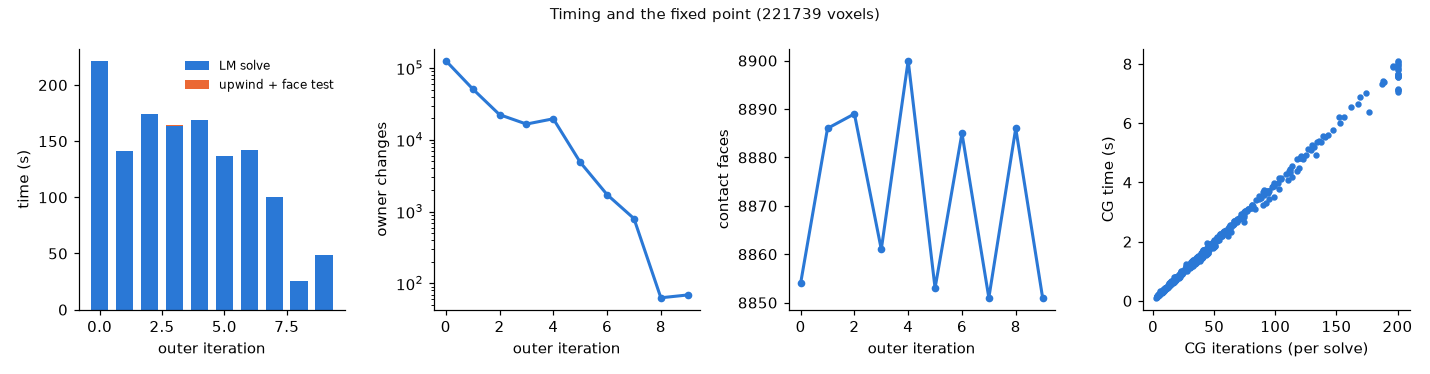 Timing and the fixed point (221739 voxels)
time (s)
200
150
100
50
0
0.0 2.5 5.0 7.5
outer iteration
LM solve
upwind + face test
owner changes
10^5
10^4
10^3
10^2
0 2 4 6 8
outer iteration
contact faces
8900
8890
8880
8870
8860
8850
0 2 4 6 8
outer iteration
CG time (s)
8
6
4
2
0
0 50 100 150 200
CG iterations (per solve)